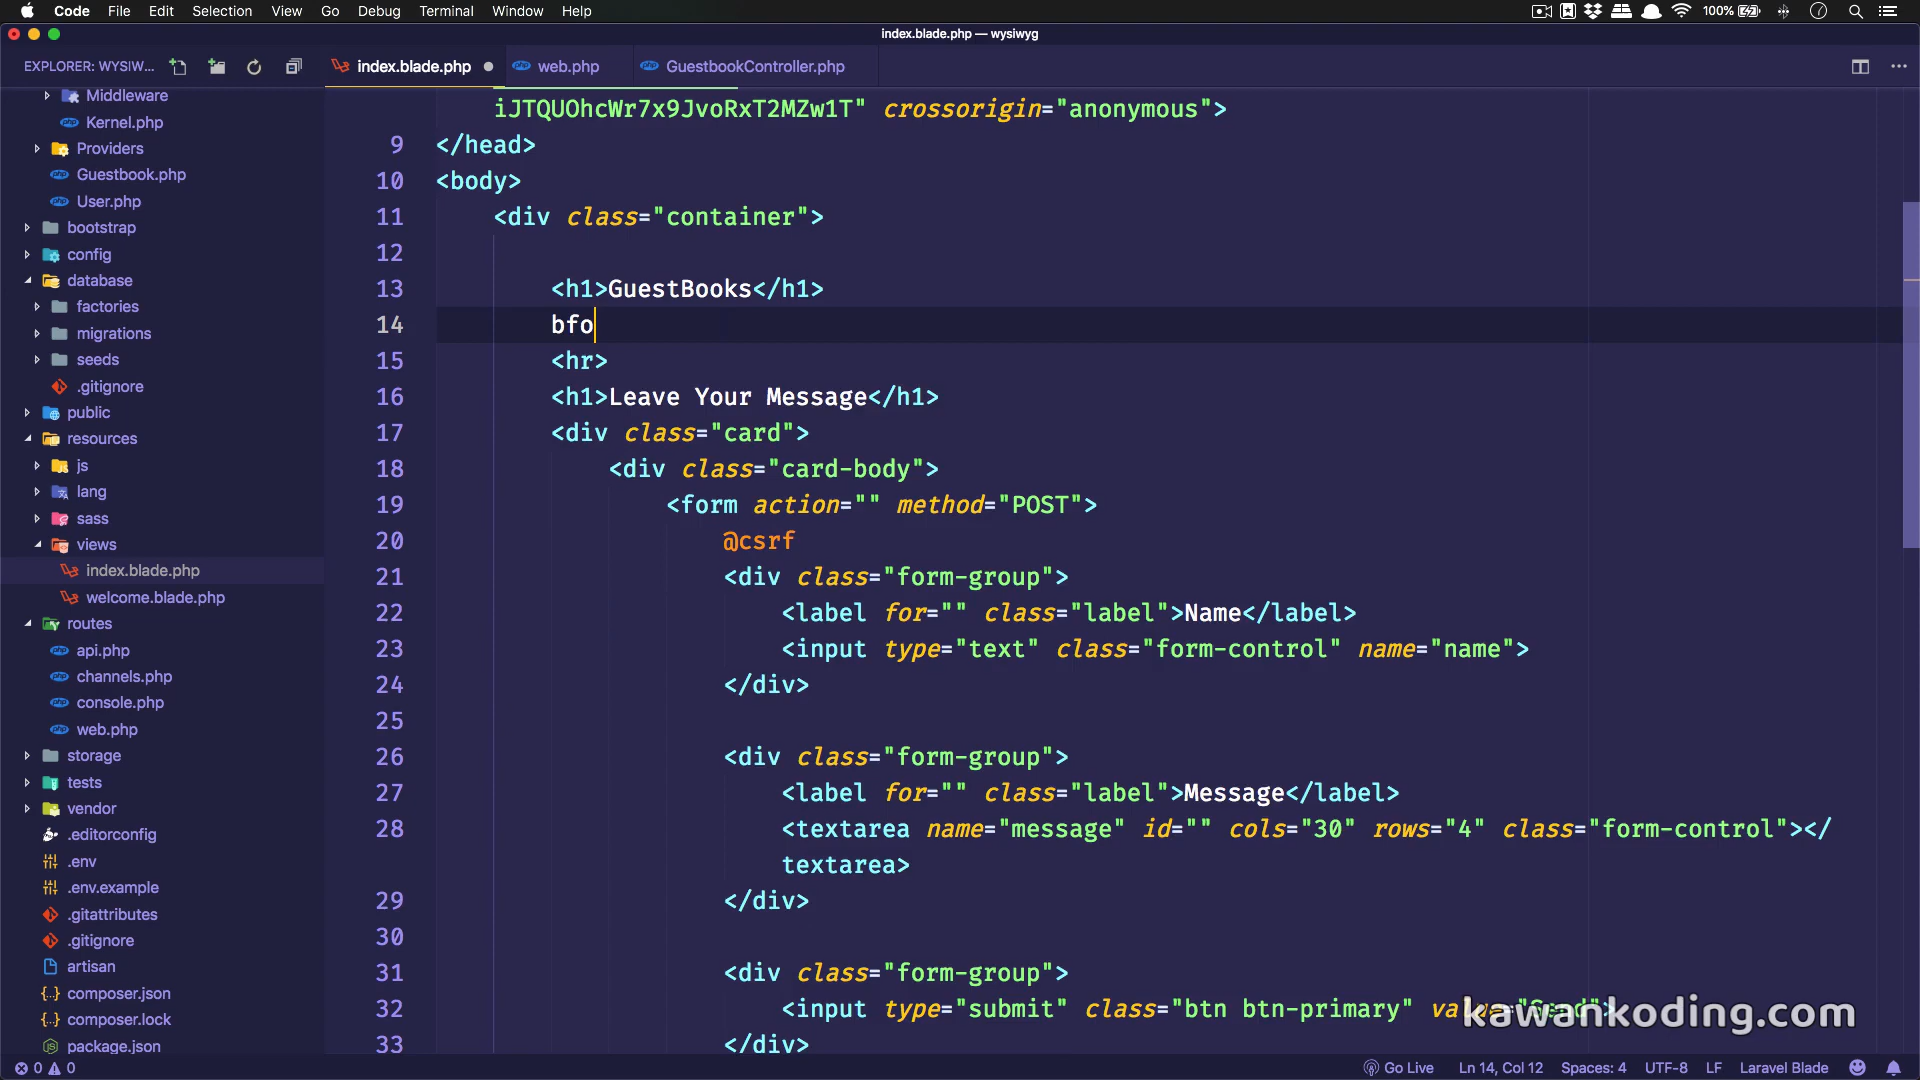 Code File Edit Selection View Go Debug Terminal Window Help 100%
index.blade.php — wysiwyg
EXPLORER: WYSIW... index.blade.php web.php GuestbookController.php
Middleware
Kernel.php
Providers
Guestbook.php
User.php
bootstrap
config
database
factories
migrations
seeds
.gitignore
public
resources
js
lang
sass
views
index.blade.php
welcome.blade.php
routes
api.php
channels.php
console.php
web.php
storage
tests
vendor
.editorconfig
.env
.env.example
.gitattributes
.gitignore
artisan
composer.json
composer.lock
package.json
iJTQUOhcWr7x9JvoRxT2MZw1T" crossorigin="anonymous">
9 </head>
10 <body>
11 <div class="container">
12
13 <h1>GuestBooks</h1>
14 bfo
15 <hr>
16 <h1>Leave Your Message</h1>
17 <div class="card">
18 <div class="card-body">
19 <form action="" method="POST">
20 @csrf
21 <div class="form-group">
22 <label for="" class="label">Name</label>
23 <input type="text" class="form-control" name="name">
24 </div>
25
26 <div class="form-group">
27 <label for="" class="label">Message</label>
28 <textarea name="message" id="" cols="30" rows="4" class="form-control"></
textarea>
29 </div>
30
31 <div class="form-group">
32 <input type="submit" class="btn btn-primary" value="Send">
33 </div>
kawankoding.com
0 0 Go Live Ln 14, Col 12 Spaces: 4 UTF-8 LF Laravel Blade